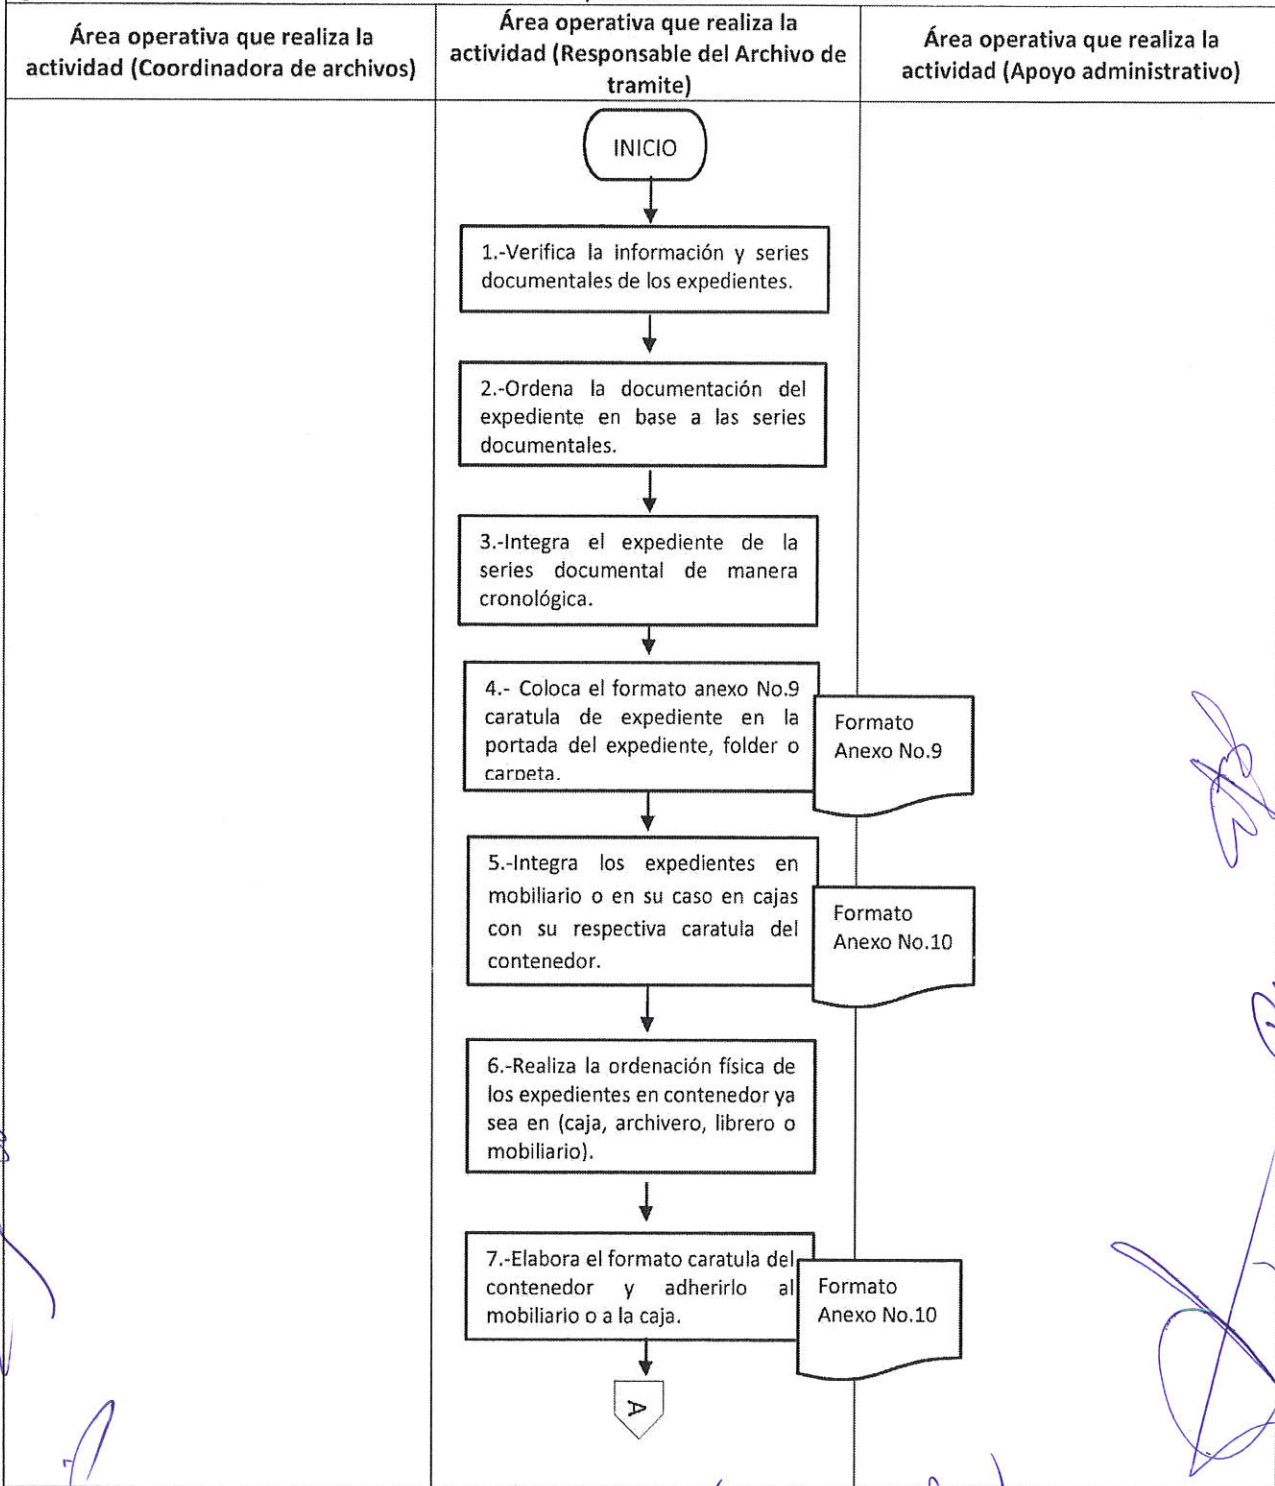 Área operativa que realiza la
actividad (Coordinadora de archivos)
Área operativa que realiza la
actividad (Responsable del Archivo de
tramite)
Área operativa que realiza la
actividad (Apoyo administrativo)
INICIO
1.-Verifica la información y series
documentales de los expedientes.
2.-Ordena la documentación del
expediente en base a las series
documentales.
3.-Integra el expediente de la
series documental de manera
cronológica.
4.- Coloca el formato anexo No.9
caratula de expediente en la
portada del expediente, folder o
carpeta.
Formato
Anexo No.9
5.-Integra los expedientes en
mobiliario o en su caso en cajas
con su respectiva caratula del
contenedor.
Formato
Anexo No.10
6.-Realiza la ordenación física de
los expedientes en contenedor ya
sea en (caja, archivero, librero o
mobiliario).
7.-Elabora el formato caratula del
contenedor y adherirlo al
mobiliario o a la caja.
Formato
Anexo No.10
A